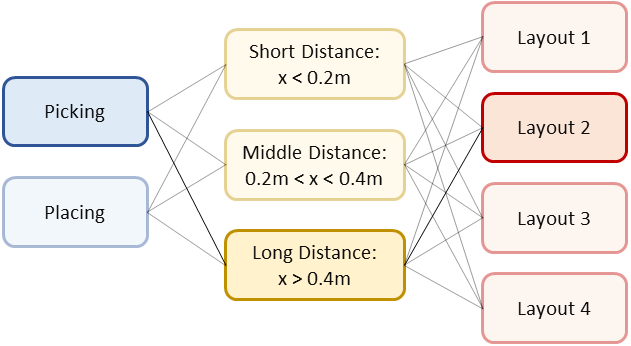 Picking
Placing
Short Distance:
x < 0.2m
Middle Distance:
0.2m < x < 0.4m
Long Distance:
x > 0.4m
Layout 1
Layout 2
Layout 3
Layout 4